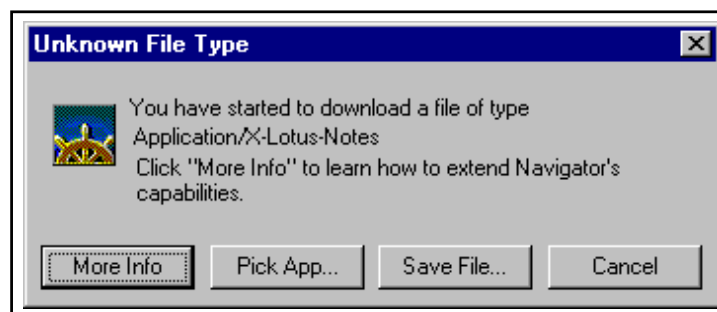 Unknown File Type
You have started to download a file of type
Application/X-Lotus-Notes
Click "More Info" to learn how to extend Navigator's
capabilities.
More Info Pick App... Save File... Cancel